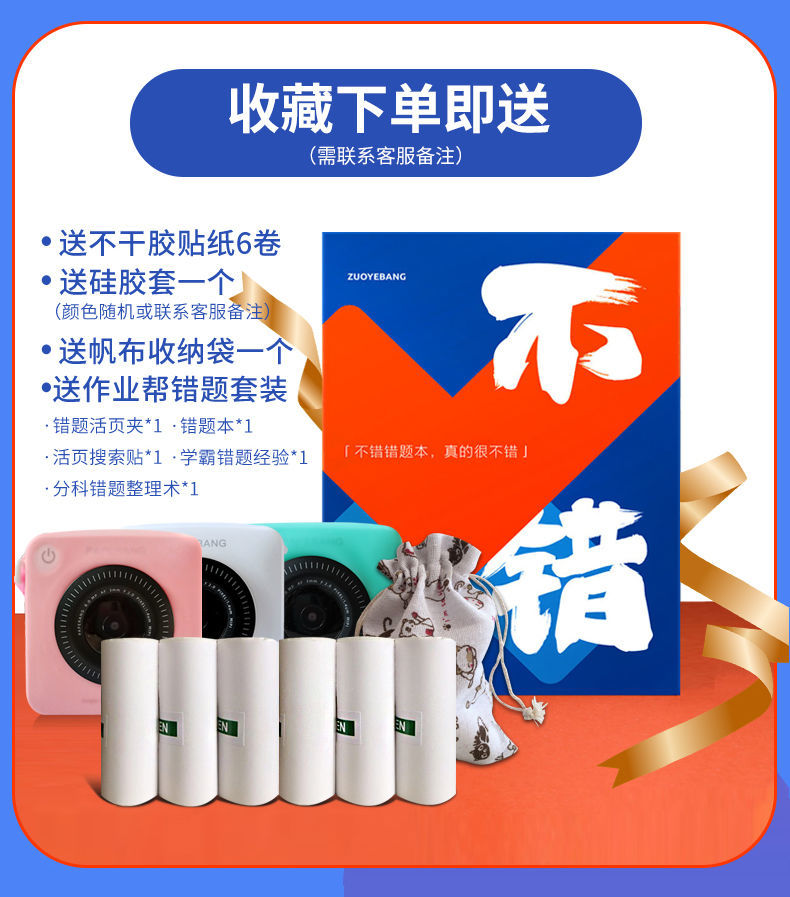 收藏下单即送
（需联系客服备注）
• 送不干胶贴纸6卷
• 送硅胶套一个
（颜色随机或联系客服备注）
• 送帆布收纳袋一个
•送作业帮错题套装
·错题活页夹*1 ·错题本*1
·活页搜索贴*1 ·学霸错题经验*1
·分科错题整理术*1
ZUOYEBANG
不
「不错错题本，真的很不错」
错
EN
EN
EN